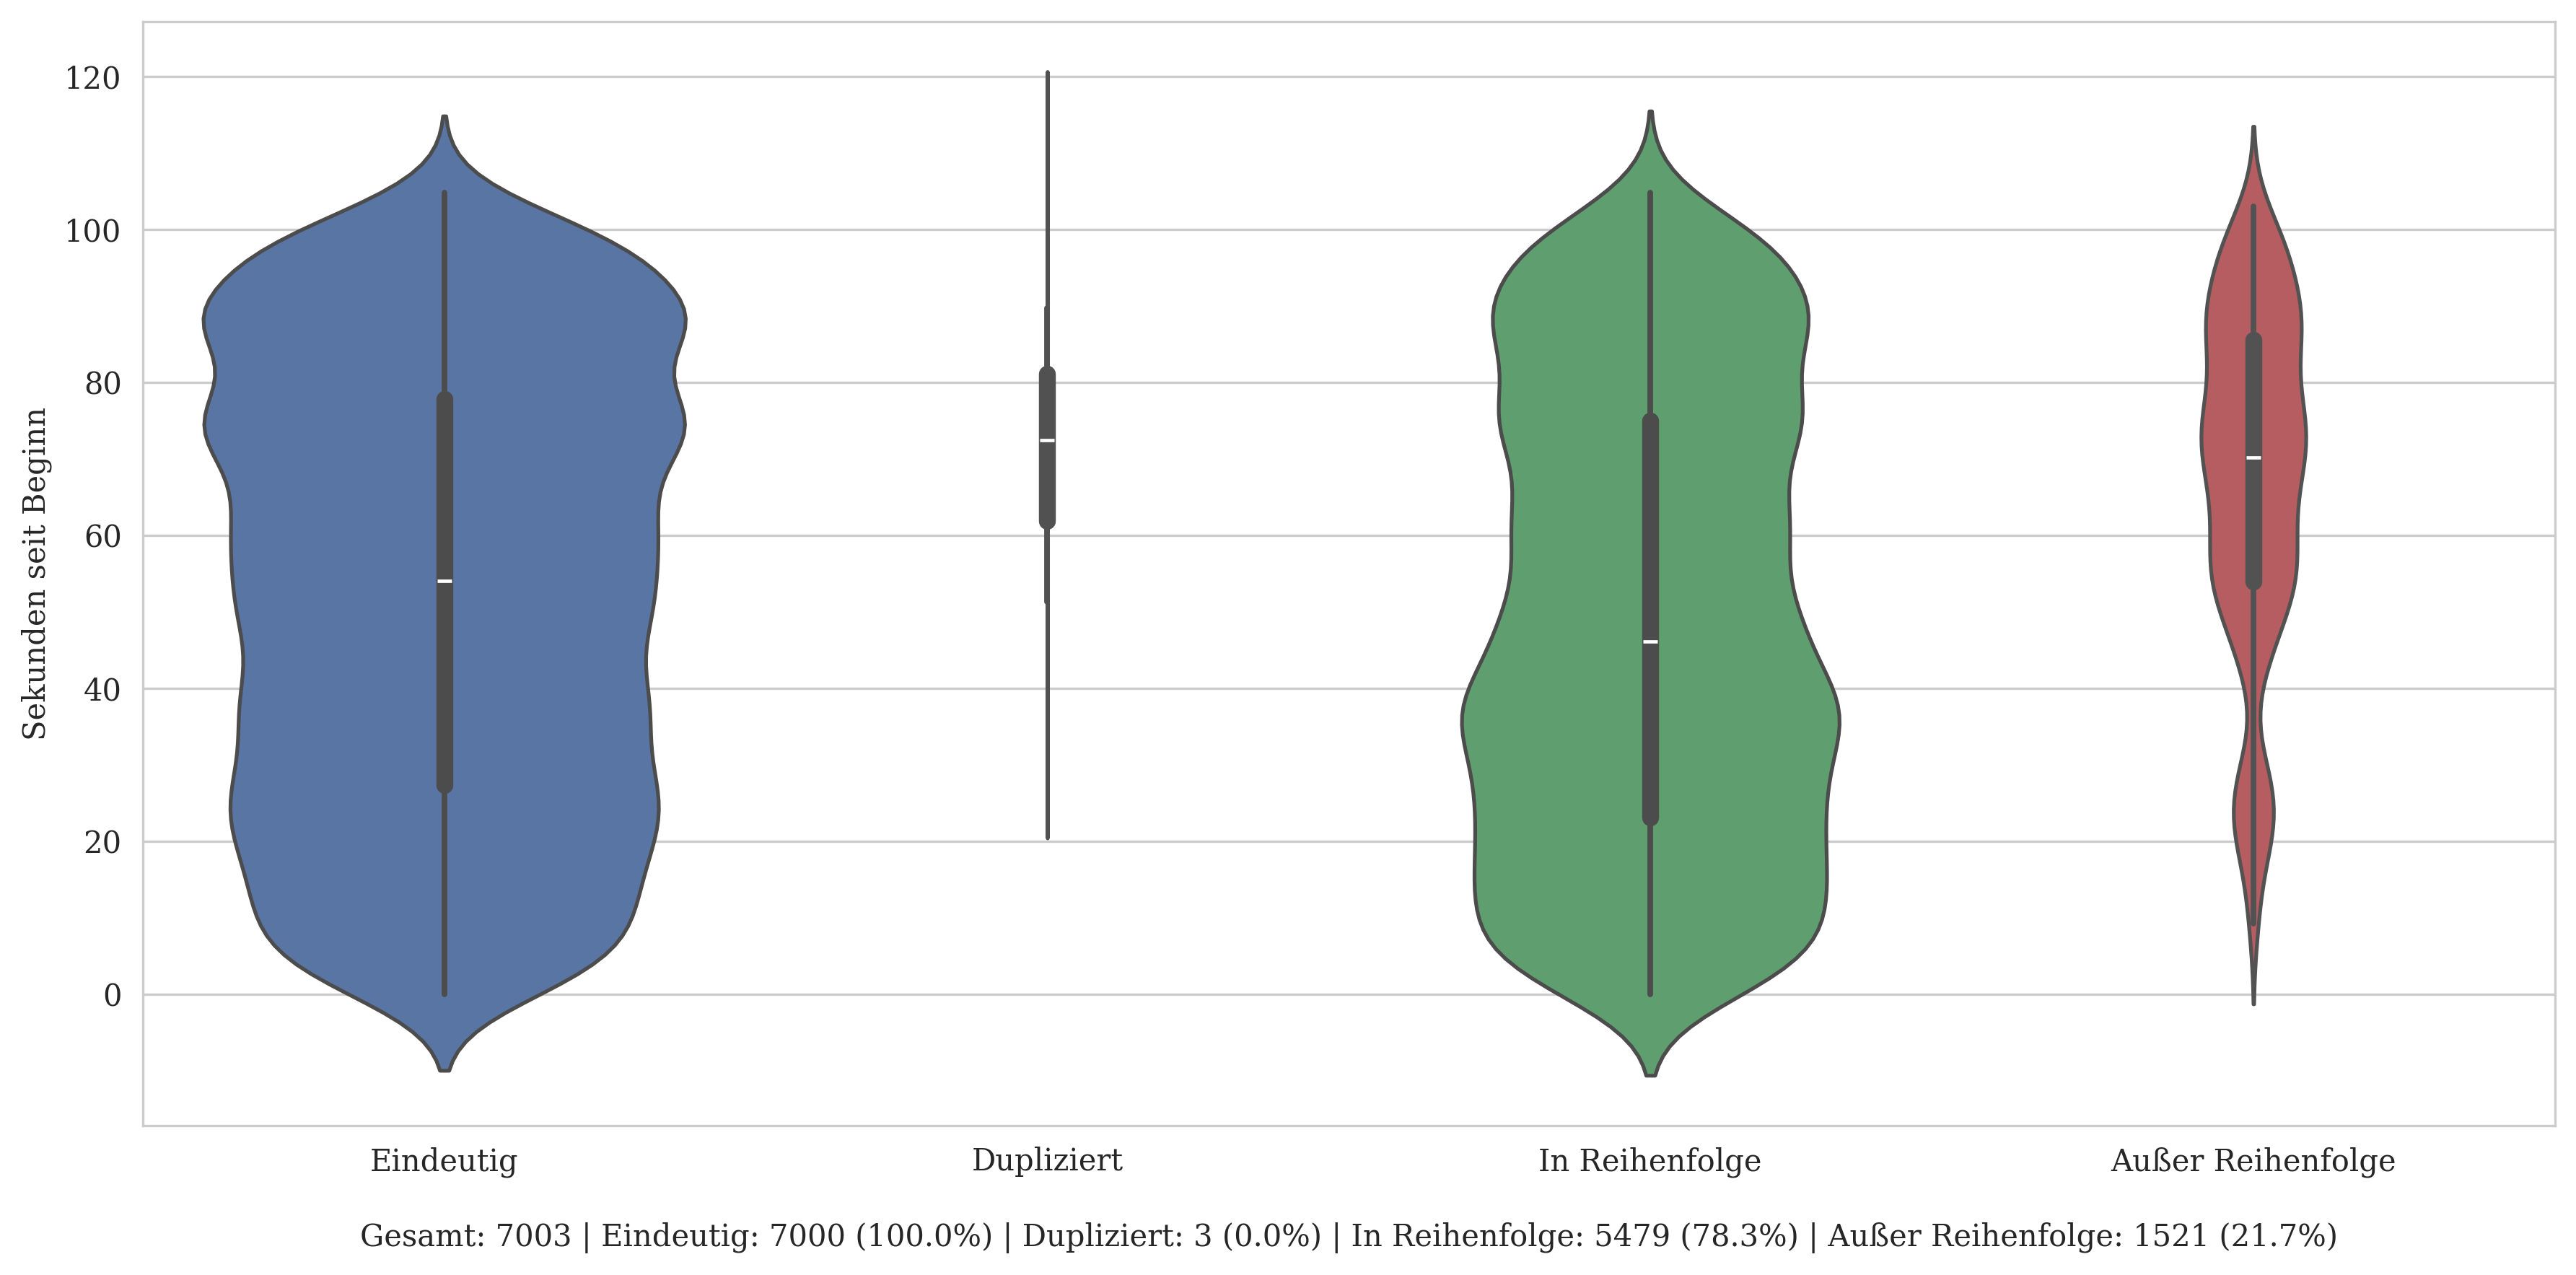 Sekunden seit Beginn
120
100
80
60
40
20
0
Eindeutig
Dupliziert
In Reihenfolge
Außer Reihenfolge
Gesamt: 7003 | Eindeutig: 7000 (100.0%) | Dupliziert: 3 (0.0%) | In Reihenfolge: 5479 (78.3%) | Außer Reihenfolge: 1521 (21.7%)